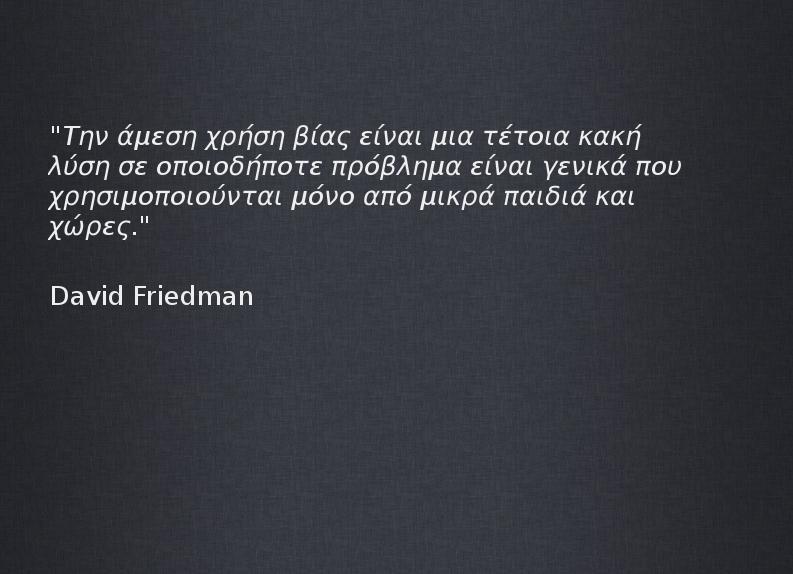 "Την άμεση χρήση βίας είναι μια τέτοια κακή
λύση σε οποιοδήποτε πρόβλημα είναι γενικά που
χρησιμοποιούνται μόνο από μικρά παιδιά και
χώρες."
David Friedman